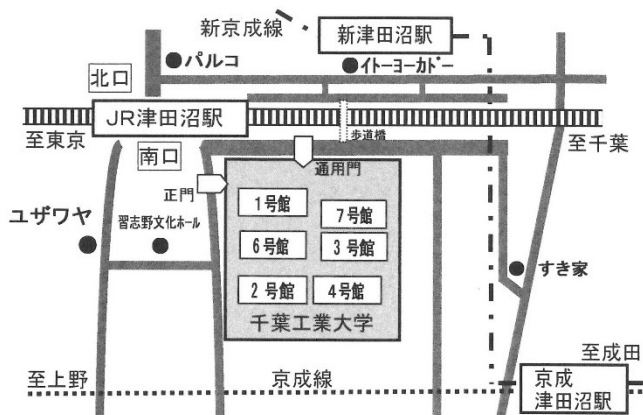 新京成線
新津田沼駅
パルコ
イトーヨーカドー
北口
JR津田沼駅
歩道橋
至東京
至千葉
南口
通用門
正門
1号館
7号館
ユザワヤ
習志野文化ホール
6号館
3号館
すき家
2号館
4号館
千葉工業大学
至成田
至上野
京成線
京成
津田沼駅